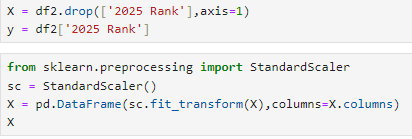 X = df2.drop(['2025 Rank'],axis=1)
y = df2['2025 Rank']
from sklearn.preprocessing import StandardScaler
sc = StandardScaler()
X = pd.DataFrame(sc.fit_transform(X),columns=X.columns)
X